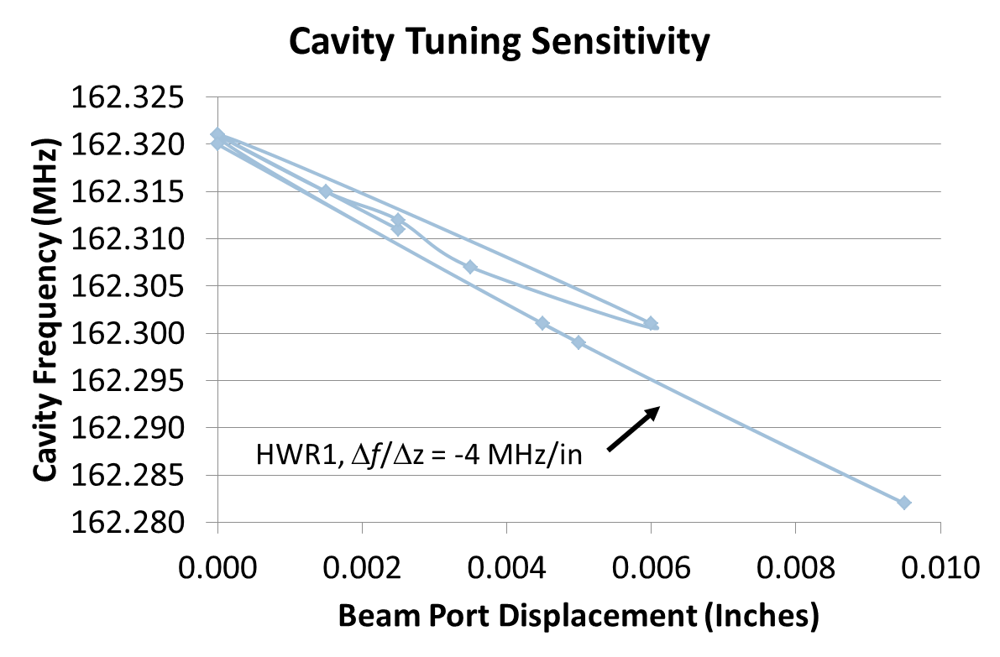 Cavity Tuning Sensitivity
Cavity Frequency (MHz)
162.325
162.320
162.315
162.310
162.305
162.300
162.295
162.290
162.285
162.280
HWR1, Δf/Δz = -4 MHz/in
0.000 0.002 0.004 0.006 0.008 0.010
Beam Port Displacement (Inches)